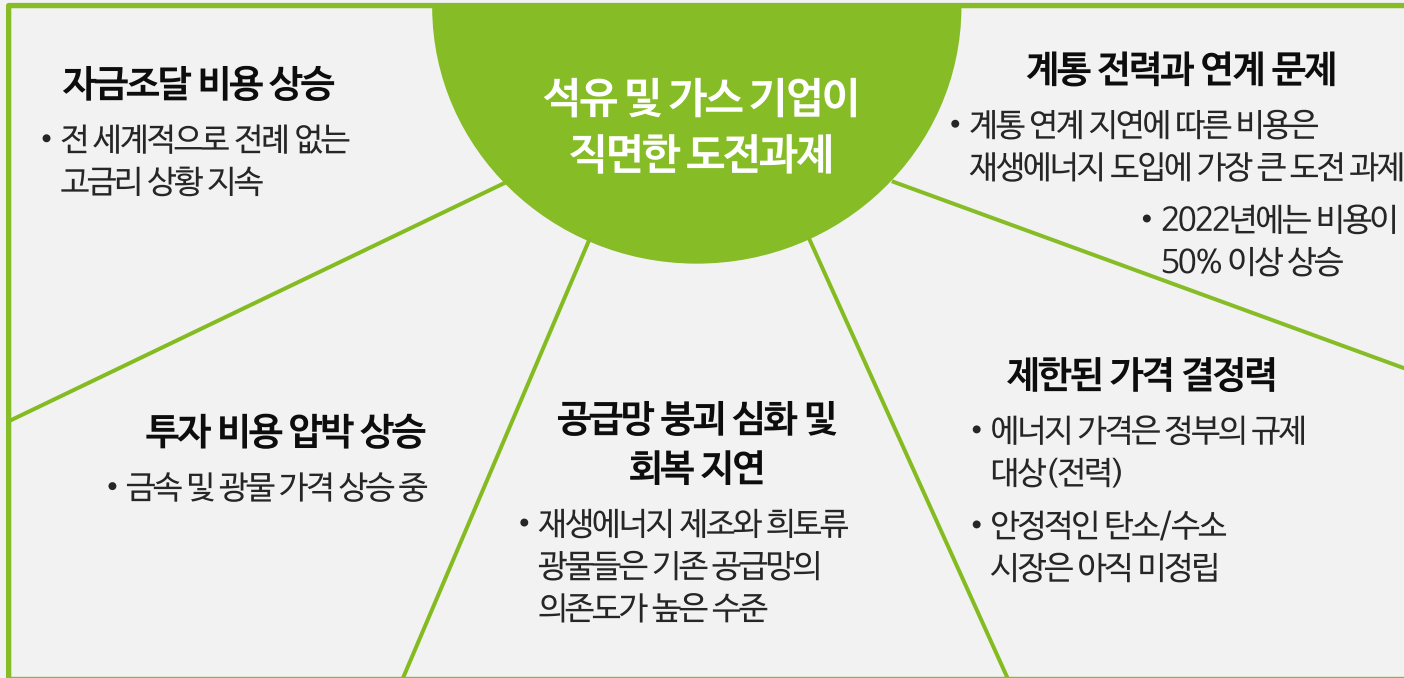 석유 및 가스 기업이
직면한 도전과제
자금조달 비용 상승
• 전 세계적으로 전례 없는
고금리 상황 지속
투자 비용 압박 상승
• 금속 및 광물 가격 상승 중
공급망 붕괴 심화 및
회복 지연
• 재생에너지 제조와 희토류
광물들은 기존 공급망의
의존도가 높은 수준
제한된 가격 결정력
• 에너지 가격은 정부의 규제
대상(전력)
• 안정적인 탄소/수소
시장은 아직 미정립
계통 전력과 연계 문제
• 계통 연계 지연에 따른 비용은
재생에너지 도입에 가장 큰 도전 과제
• 2022년에는 비용이
50% 이상 상승